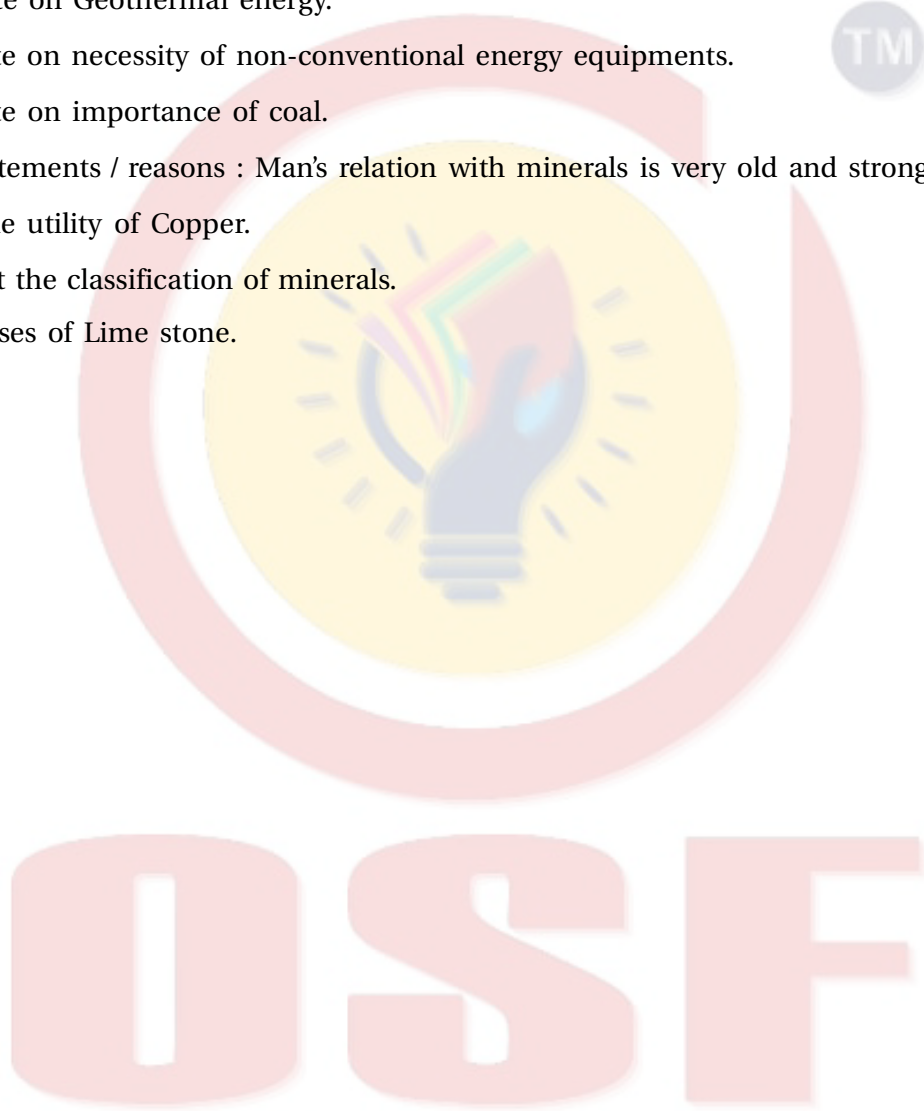 te on Geothermal energy.
te on necessity of non-conventional energy equipments.
te on importance of coal.
tements / reasons : Man's relation with minerals is very old and strong
e utility of Copper.
t the classification of minerals.
ses of Lime stone.
TM
OSF